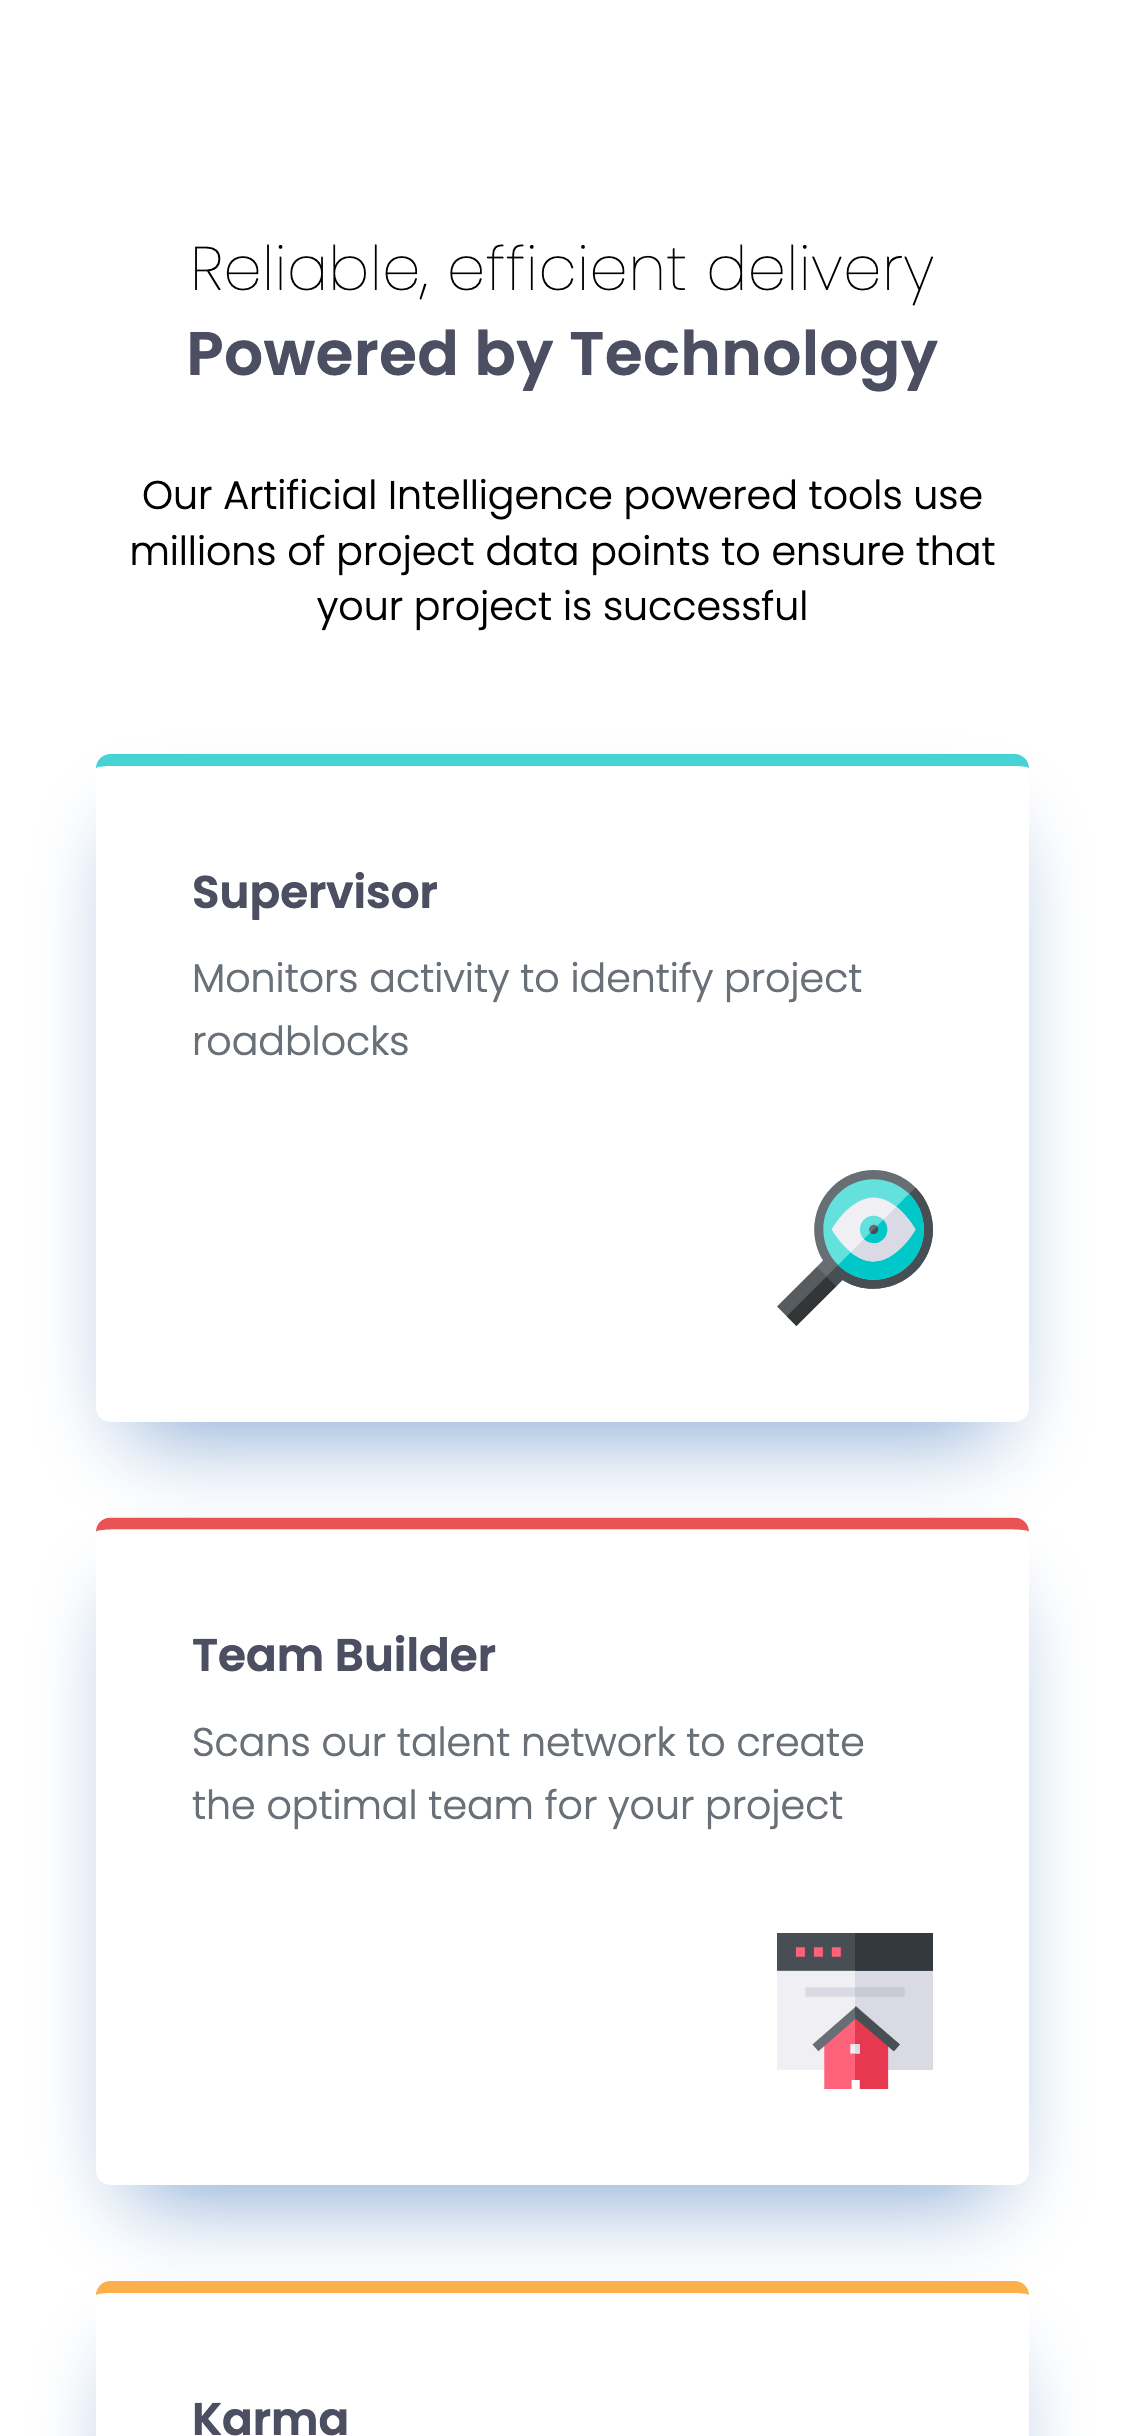 Reliable, efficient delivery
Powered by Technology
Our Artificial Intelligence powered tools use
millions of project data points to ensure that
your project is successful
Supervisor
Monitors activity to identify project
roadblocks
Team Builder
Scans our talent network to create
the optimal team for your project
Karma